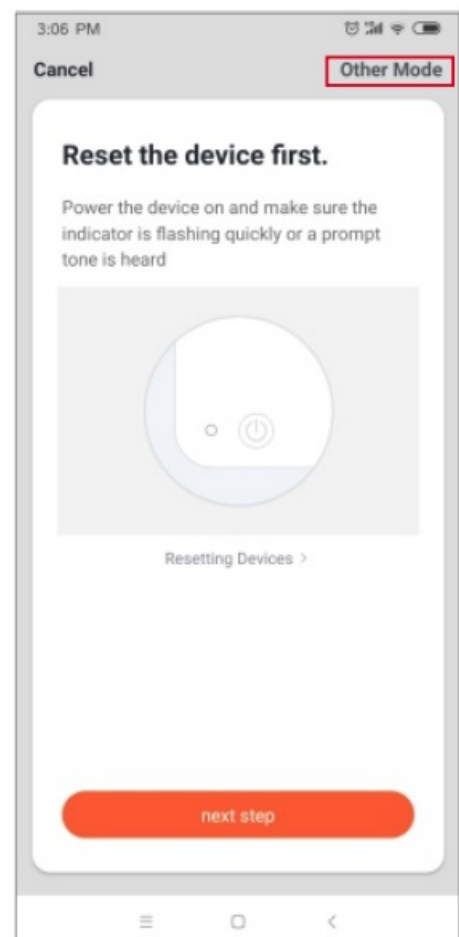 3:06 PM
Cancel
Other Mode
Reset the device first.
Power the device on and make sure the
indicator is flashing quickly or a prompt
tone is heard
Resetting Devices >
next step